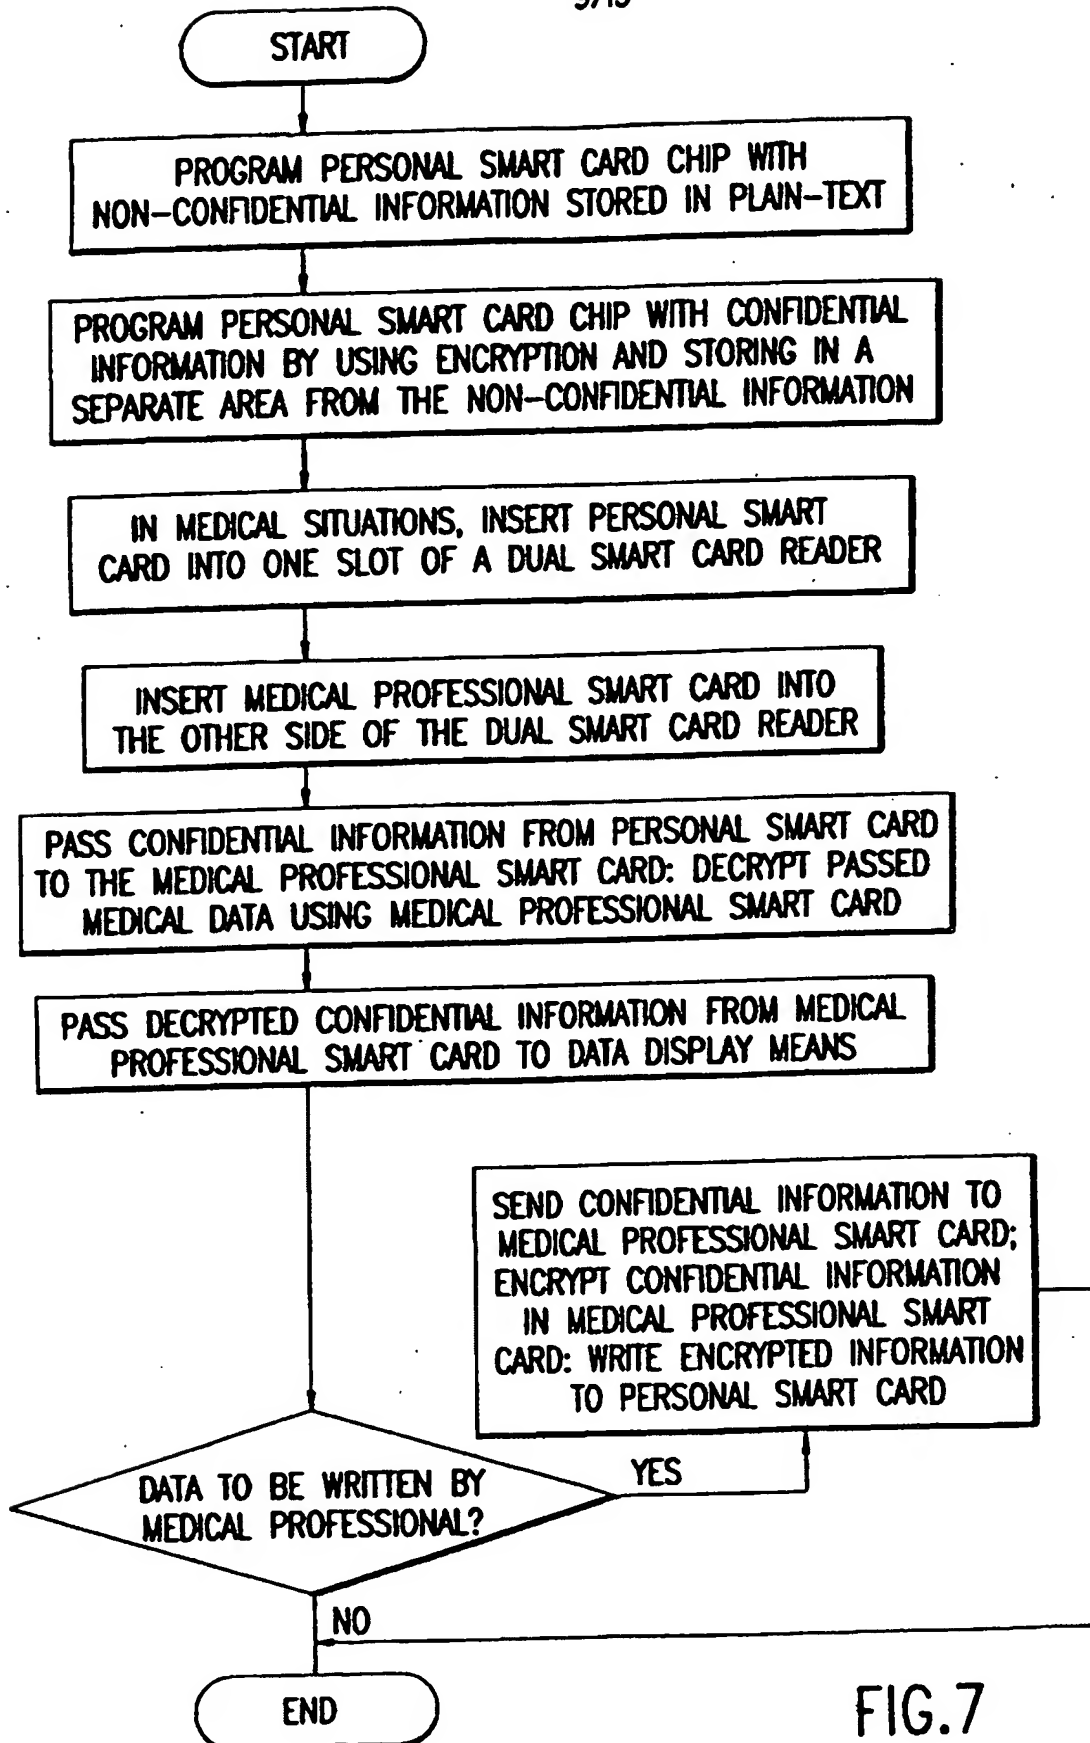 START
PROGRAM PERSONAL SMART CARD CHIP WITH
NON-CONFIDENTIAL INFORMATION STORED IN PLAIN-TEXT
PROGRAM PERSONAL SMART CARD CHIP WITH CONFIDENTIAL
INFORMATION BY USING ENCRYPTION AND STORING IN A
SEPARATE AREA FROM THE NON-CONFIDENTIAL INFORMATION
IN MEDICAL SITUATIONS, INSERT PERSONAL SMART
CARD INTO ONE SLOT OF A DUAL SMART CARD READER
INSERT MEDICAL PROFESSIONAL SMART CARD INTO
THE OTHER SIDE OF THE DUAL SMART CARD READER
PASS CONFIDENTIAL INFORMATION FROM PERSONAL SMART CARD
TO THE MEDICAL PROFESSIONAL SMART CARD: DECRYPT PASSED
MEDICAL DATA USING MEDICAL PROFESSIONAL SMART CARD
PASS DECRYPTED CONFIDENTIAL INFORMATION FROM MEDICAL
PROFESSIONAL SMART CARD TO DATA DISPLAY MEANS
SEND CONFIDENTIAL INFORMATION TO
MEDICAL PROFESSIONAL SMART CARD;
ENCRYPT CONFIDENTIAL INFORMATION
IN MEDICAL PROFESSIONAL SMART
CARD: WRITE ENCRYPTED INFORMATION
TO PERSONAL SMART CARD
DATA TO BE WRITTEN BY
MEDICAL PROFESSIONAL?
YES
NO
END
FIG.7